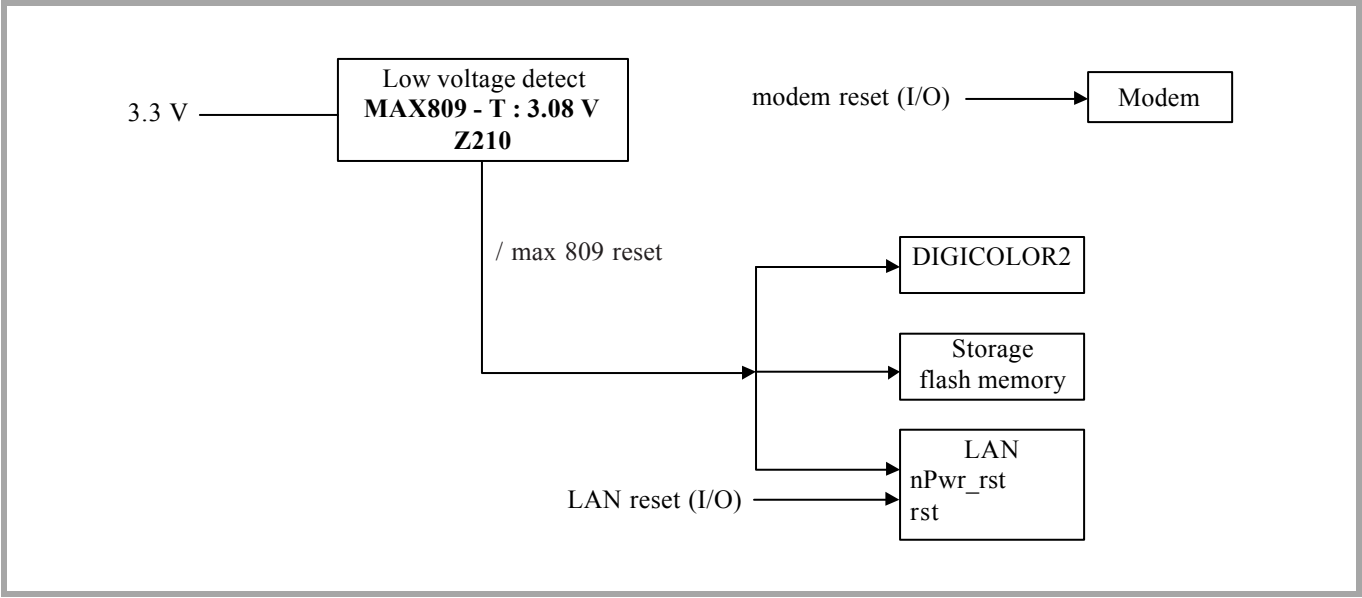 Low voltage detect
MAX809 - T : 3.08 V
Z210
3.3 V
modem reset (I/O)
Modem
/ max 809 reset
DIGICOLOR2
Storage
flash memory
LAN
nPwr_rst
LAN reset (I/O)
rst